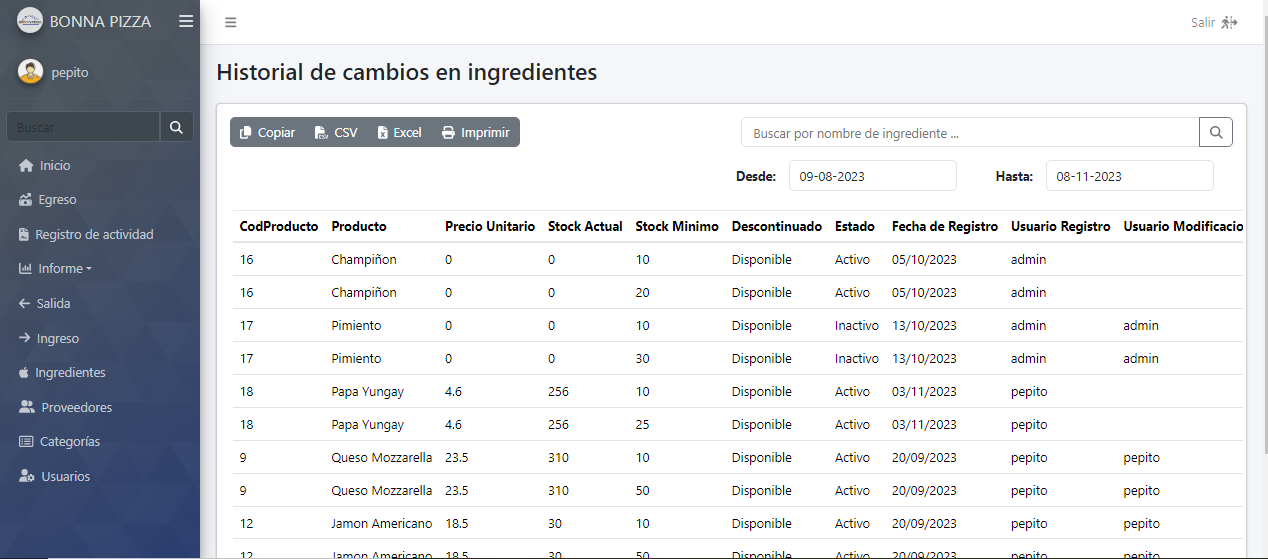 BONNA PIZZA
pepito
Buscar
Inicio
Egreso
Registro de actividad
Informe
Salida
Ingreso
Ingredientes
Proveedores
Categorías
Usuarios
Salir
Historial de cambios en ingredientes
Copiar CSV Excel Imprimir
Buscar por nombre de ingrediente ...
Desde: 09-08-2023 Hasta: 08-11-2023
CodProducto Producto Precio Unitario Stock Actual Stock Minimo Descontinuado Estado Fecha de Registro Usuario Registro Usuario Modificacio
16 Champiñon 0 0 10 Disponible Activo 05/10/2023 admin
16 Champiñon 0 0 20 Disponible Activo 05/10/2023 admin
17 Pimiento 0 0 10 Disponible Inactivo 13/10/2023 admin admin
17 Pimiento 0 0 30 Disponible Inactivo 13/10/2023 admin admin
18 Papa Yungay 4.6 256 10 Disponible Activo 03/11/2023 pepito
18 Papa Yungay 4.6 256 25 Disponible Activo 03/11/2023 pepito
9 Queso Mozzarella 23.5 310 10 Disponible Activo 20/09/2023 pepito pepito
9 Queso Mozzarella 23.5 310 50 Disponible Activo 20/09/2023 pepito pepito
12 Jamon Americano 18.5 30 10 Disponible Activo 20/09/2023 pepito pepito
12 Jamon Americano 18.5 30 50 Disponible Activo 20/09/2023 pepito pepito